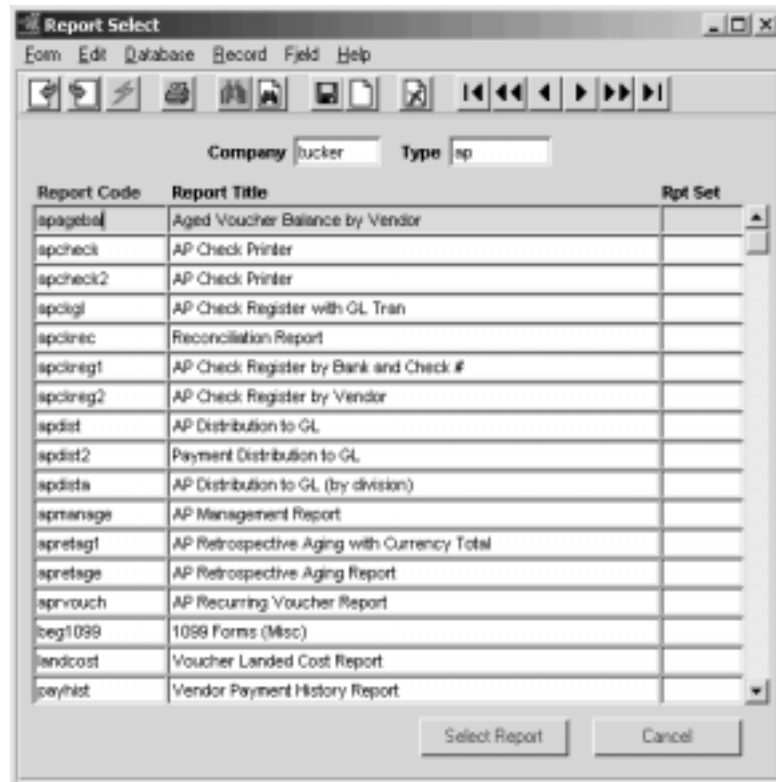 Report Select
Form Edit Database Record Field Help
Company tucker Type ap
Report Code Report Title Rpt Set
apagebal Aged Voucher Balance by Vendor
apcheck AP Check Printer
apcheck2 AP Check Printer
apckgl AP Check Register with GL Tran
apckrec Reconciliation Report
apckreg1 AP Check Register by Bank and Check #
apckreg2 AP Check Register by Vendor
apdist AP Distribution to GL
apdist2 Payment Distribution to GL
apdista AP Distribution to GL (by division)
apmanage AP Management Report
apretag1 AP Retrospective Aging with Currency Total
apretage AP Retrospective Aging Report
aprvouch AP Recurring Voucher Report
beg1099 1099 Forms (Misc)
landcost Voucher Landed Cost Report
payhist Vendor Payment History Report
Select Report Cancel